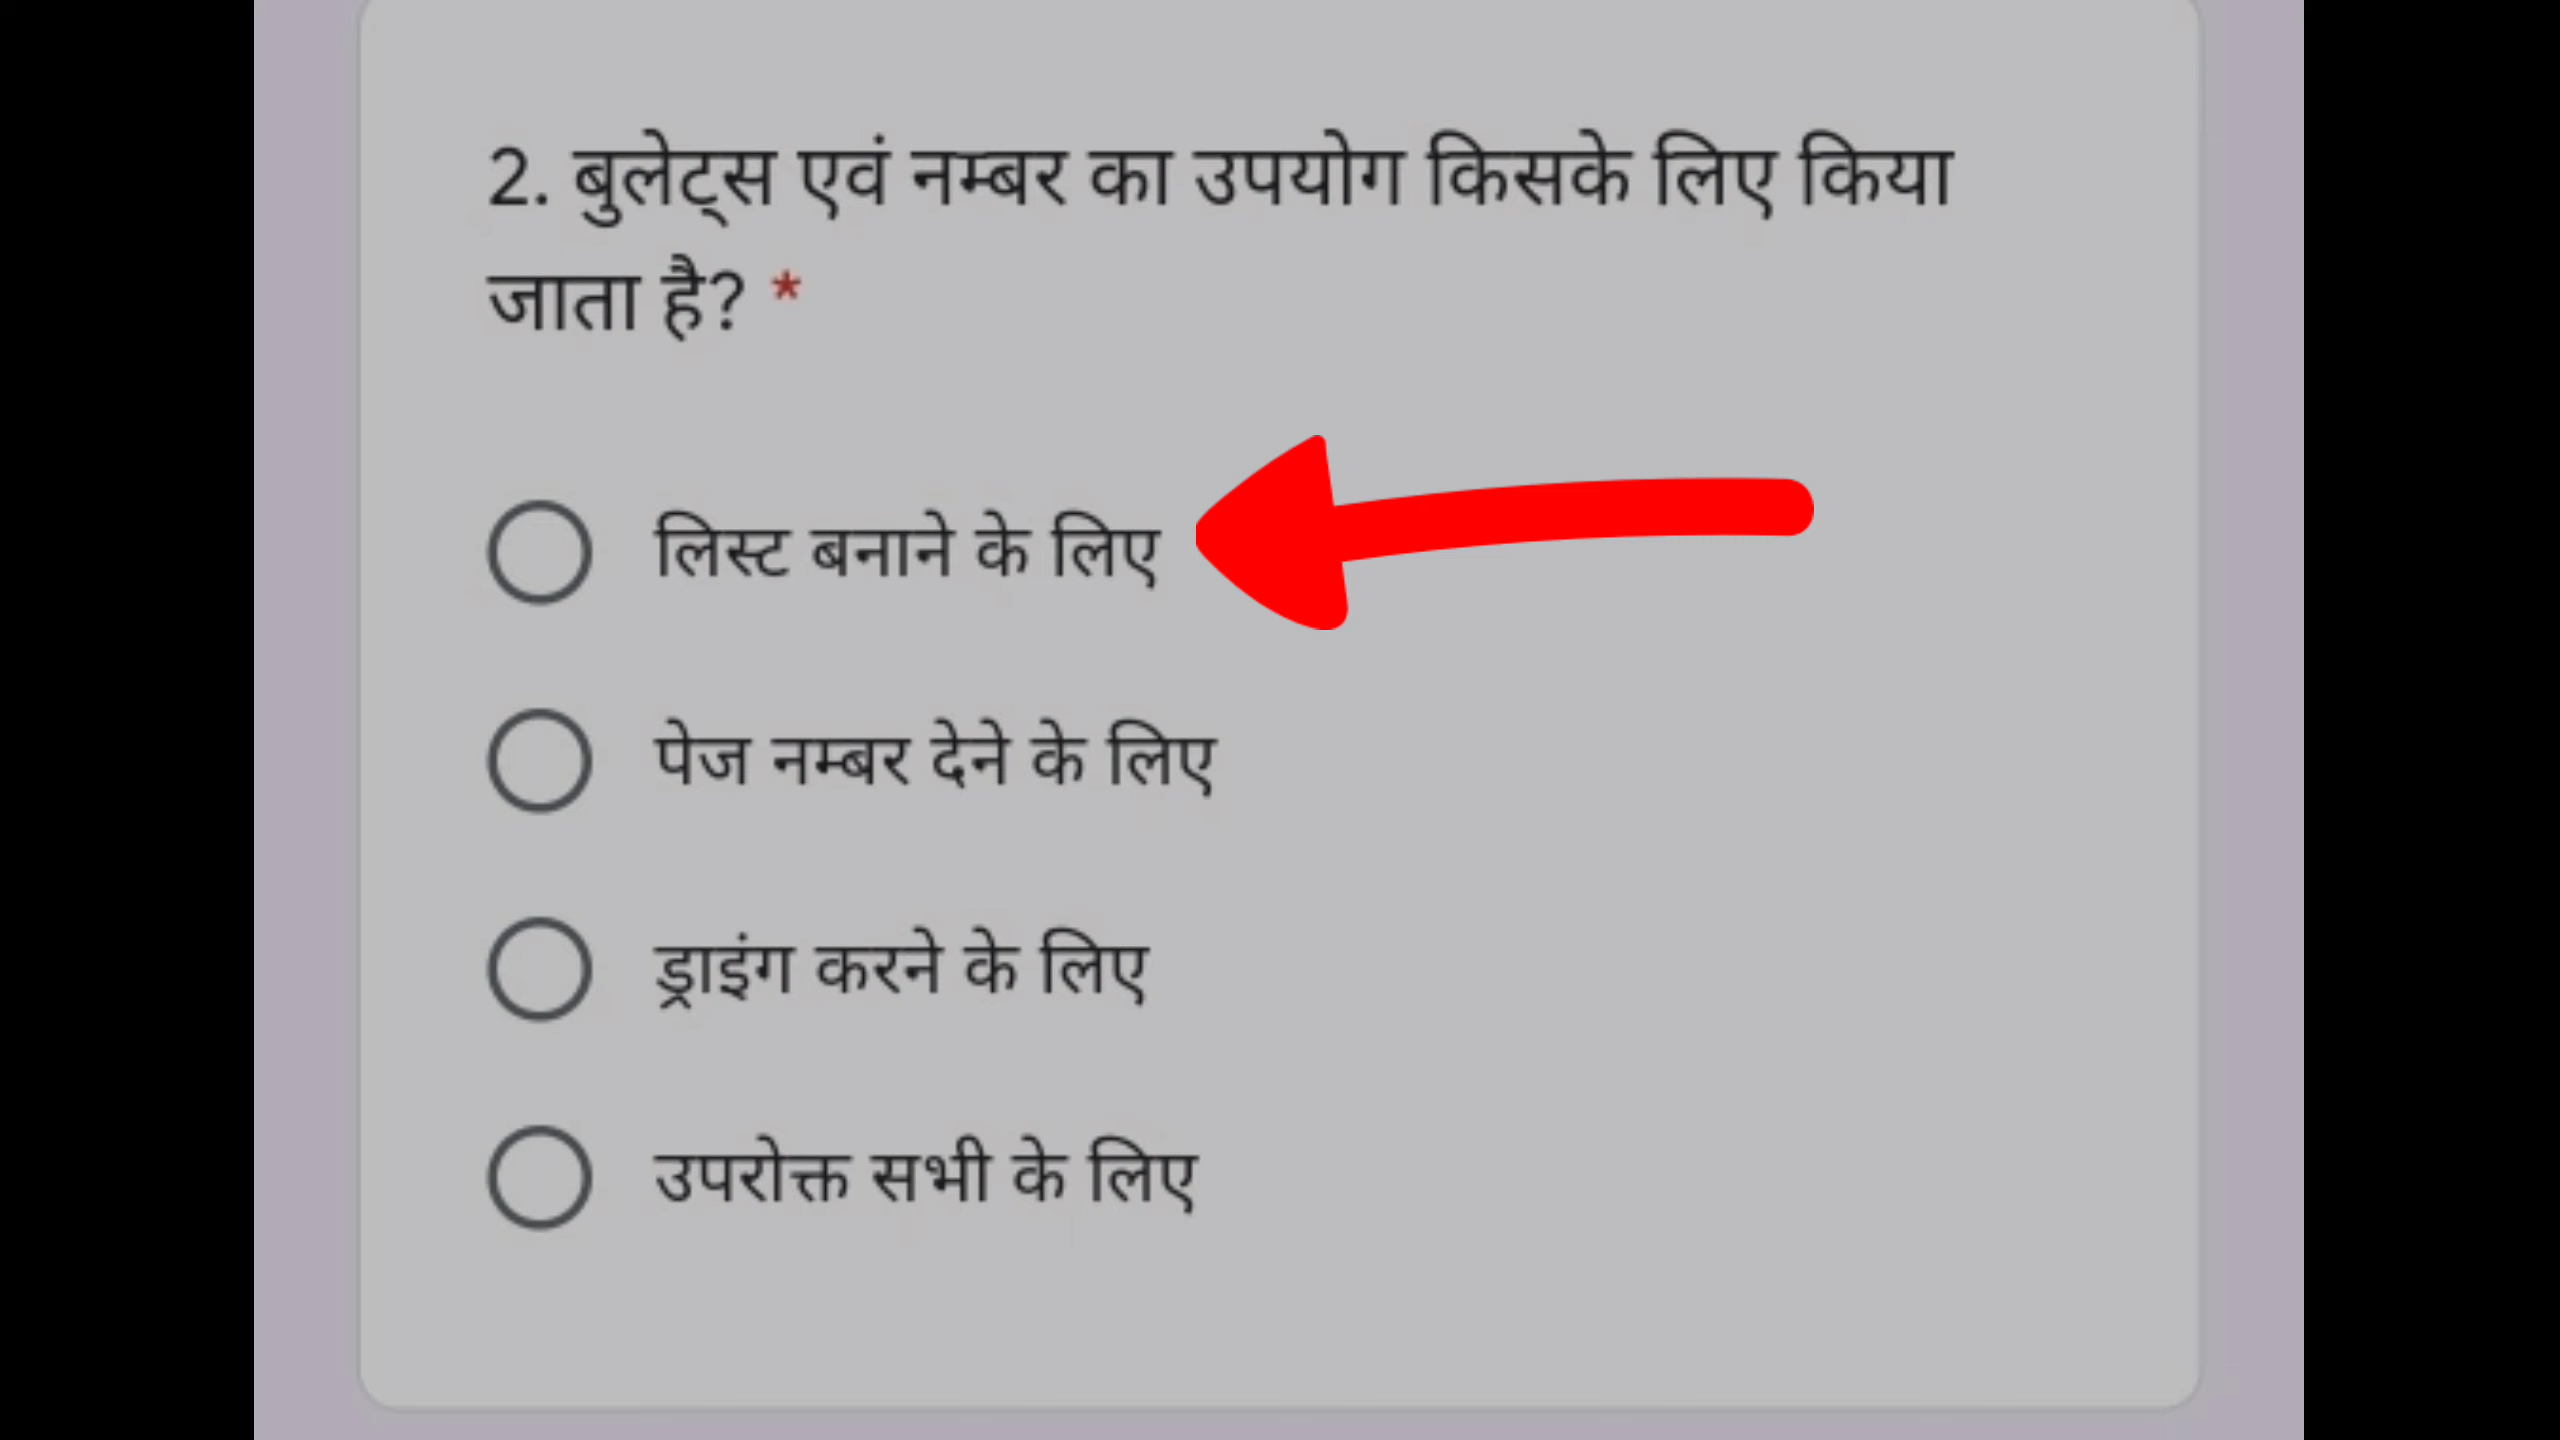 2. बुलेट्स एवं नम्बर का उपयोग किसके लिए किया
जाता है? *
लिस्ट बनाने के लिए
पेज नम्बर देने के लिए
ड्राइंग करने के लिए
उपरोक्त सभी के लिए